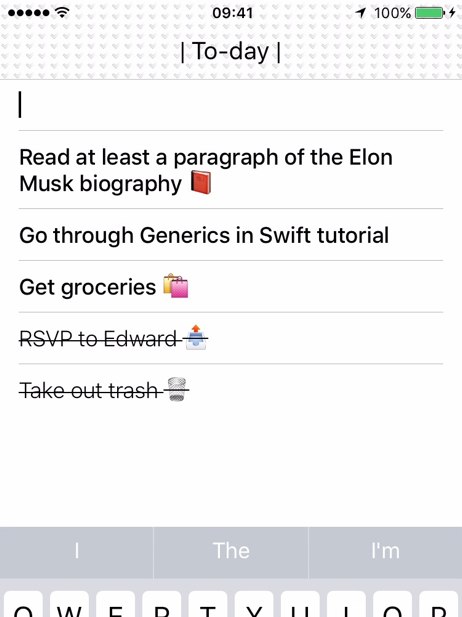 09:41
100%
| To-day |
Read at least a paragraph of the Elon
Musk biography 📕
Go through Generics in Swift tutorial
Get groceries 🛍
RSVP to Edward 📤
Take out trash 🗑
I The I'm
Q W E R T Y U I O P